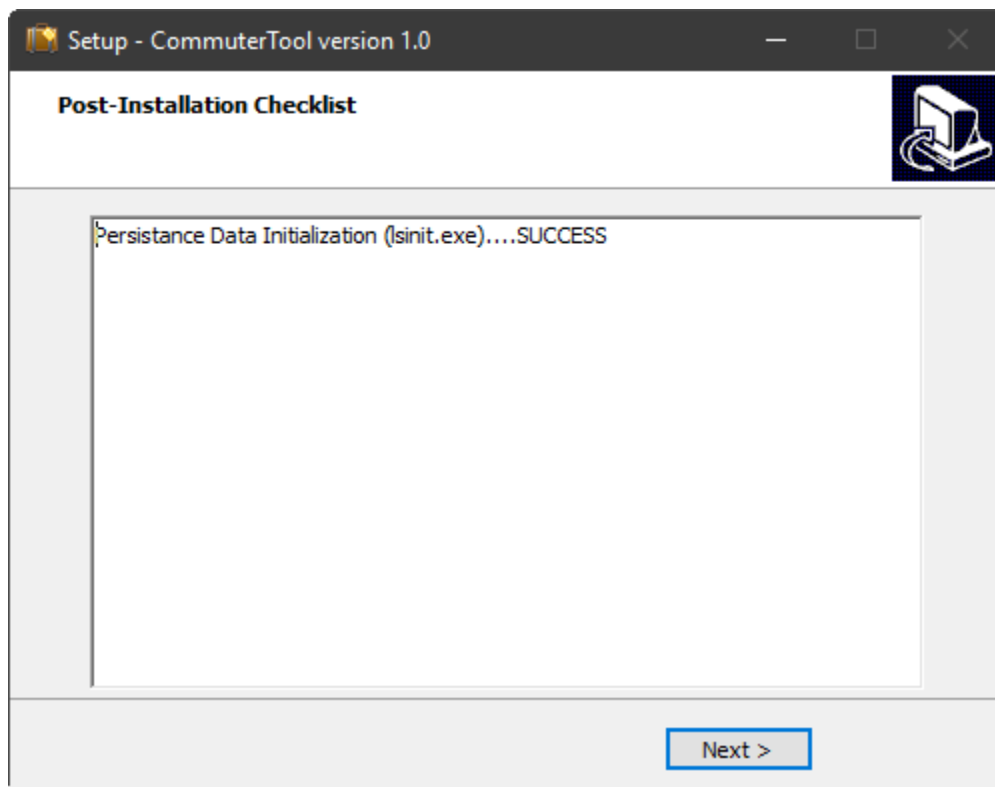 Setup - CommuterTool version 1.0
Post-Installation Checklist
Persistance Data Initialization (lsinit.exe)....SUCCESS
Next >